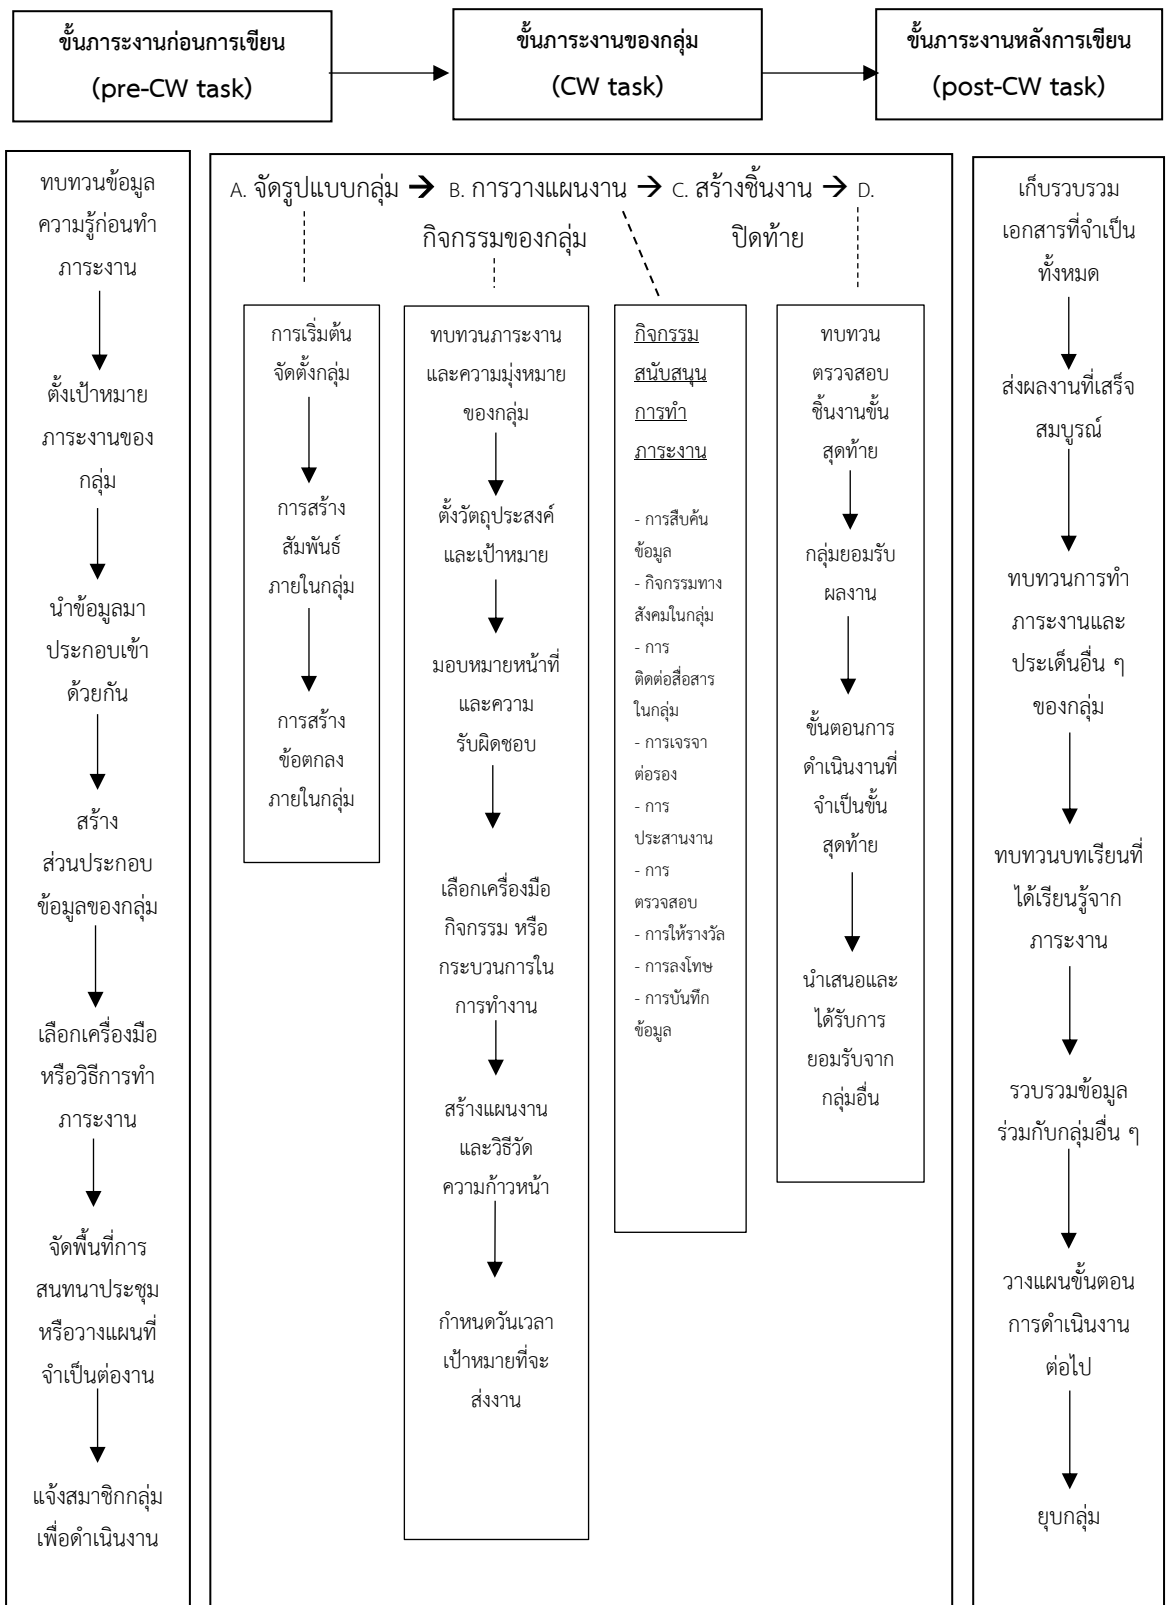 ขั้นภาระงานก่อนการเขียน
(pre-CW task)
ขั้นภาระงานของกลุ่ม
(CW task)
ขั้นภาระงานหลังการเขียน
(post-CW task)
ทบทวนข้อมูล
ความรู้ก่อนทำ
ภาระงาน
ตั้งเป้าหมาย
ภาระงานของ
กลุ่ม
นำข้อมูลมา
ประกอบเข้า
ด้วยกัน
สร้าง
ส่วนประกอบ
ข้อมูลของกลุ่ม
เลือกเครื่องมือ
หรือวิธีการทำ
ภาระงาน
จัดพื้นที่การ
สนทนาประชุม
หรือวางแผนที่
จำเป็นต่องาน
แจ้งสมาชิกกลุ่ม
เพื่อดำเนินงาน
A. จัดรูปแบบกลุ่ม → B. การวางแผนงาน → C. สร้างชิ้นงาน → D.
กิจกรรมของกลุ่ม ปิดท้าย
การเริ่มต้น
จัดตั้งกลุ่ม
การสร้าง
สัมพันธ์
ภายในกลุ่ม
การสร้าง
ข้อตกลง
ภายในกลุ่ม
ทบทวนภาระงาน
และความมุ่งหมาย
ของกลุ่ม
ตั้งวัตถุประสงค์
และเป้าหมาย
มอบหมายหน้าที่
และความ
รับผิดชอบ
เลือกเครื่องมือ
กิจกรรม หรือ
กระบวนการใน
การทำงาน
สร้างแผนงาน
และวิธีวัด
ความก้าวหน้า
กำหนดวันเวลา
เป้าหมายที่จะ
ส่งงาน
กิจกรรม
สนับสนุน
การทำ
ภาระงาน
- การสืบค้น
ข้อมูล
- กิจกรรมทาง
สังคมในกลุ่ม
- การ
ติดต่อสื่อสาร
ในกลุ่ม
- การเจรจา
ต่อรอง
- การ
ประสานงาน
- การ
ตรวจสอบ
- การให้รางวัล
- การลงโทษ
- การบันทึก
ข้อมูล
ทบทวน
ตรวจสอบ
ชิ้นงานขั้น
สุดท้าย
กลุ่มยอมรับ
ผลงาน
ขั้นตอนการ
ดำเนินงานที่
จำเป็นขั้น
สุดท้าย
นำเสนอและ
ได้รับการ
ยอมรับจาก
กลุ่มอื่น
เก็บรวบรวม
เอกสารที่จำเป็น
ทั้งหมด
ส่งผลงานที่เสร็จ
สมบูรณ์
ทบทวนการทำ
ภาระงานและ
ประเด็นอื่น ๆ
ของกลุ่ม
ทบทวนบทเรียนที่
ได้เรียนรู้จาก
ภาระงาน
รวบรวมข้อมูล
ร่วมกับกลุ่มอื่น ๆ
วางแผนขั้นตอน
การดำเนินงาน
ต่อไป
ยุบกลุ่ม